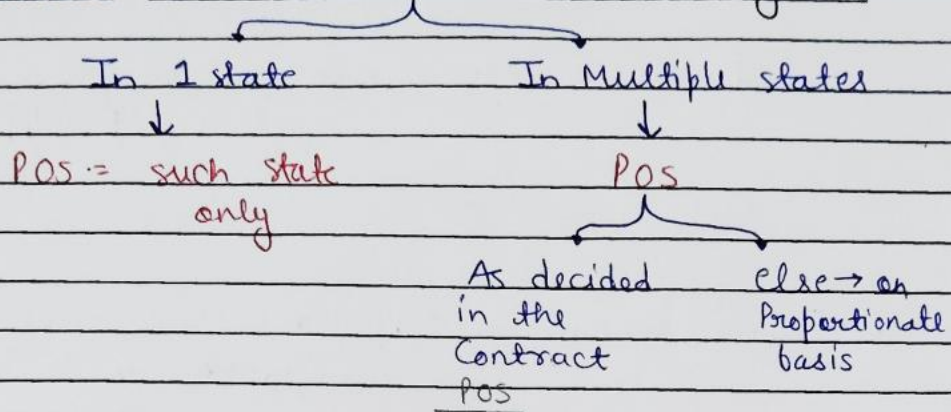 In 1 state
In Multiple states
POS = such state
only
POS
As decided
in the
Contract
else → on
Proportionate
basis
POS